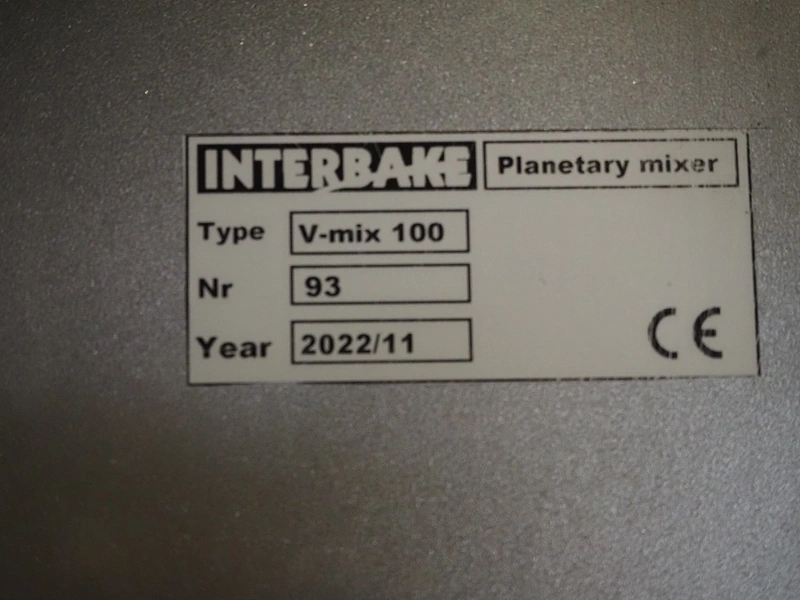 INTERBAKE Planetary mixer
Type V-mix 100
Nr 93
Year 2022/11
CE